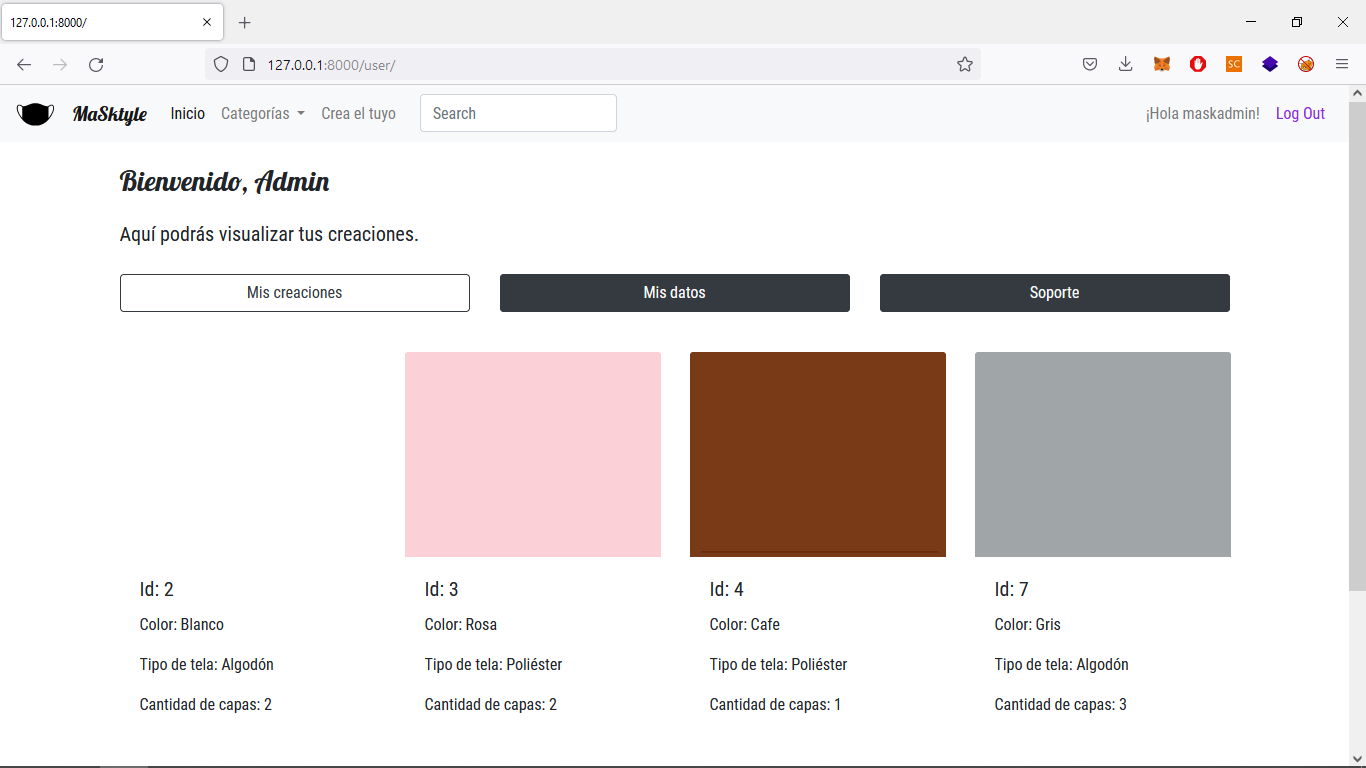 127.0.0.1:8000/
127.0.0.1:8000/user/
SC
MaSktyle Inicio Categorías Crea el tuyo Search ¡Hola maskadmin! Log Out
Bienvenido, Admin
Aquí podrás visualizar tus creaciones.
Mis creaciones Mis datos Soporte
Id: 2 Id: 3 Id: 4 Id: 7
Color: Blanco Color: Rosa Color: Cafe Color: Gris
Tipo de tela: Algodón Tipo de tela: Poliéster Tipo de tela: Poliéster Tipo de tela: Algodón
Cantidad de capas: 2 Cantidad de capas: 2 Cantidad de capas: 1 Cantidad de capas: 3